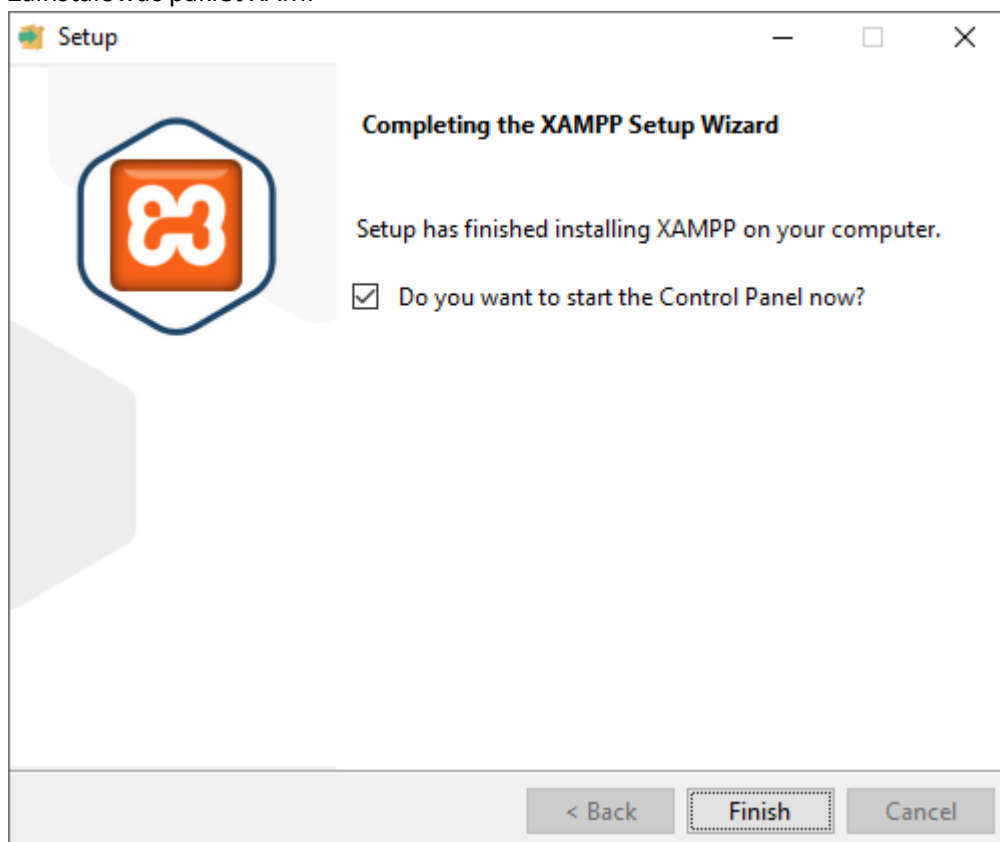 Setup
Completing the XAMPP Setup Wizard
Setup has finished installing XAMPP on your computer.
Do you want to start the Control Panel now?
< Back Finish Cancel